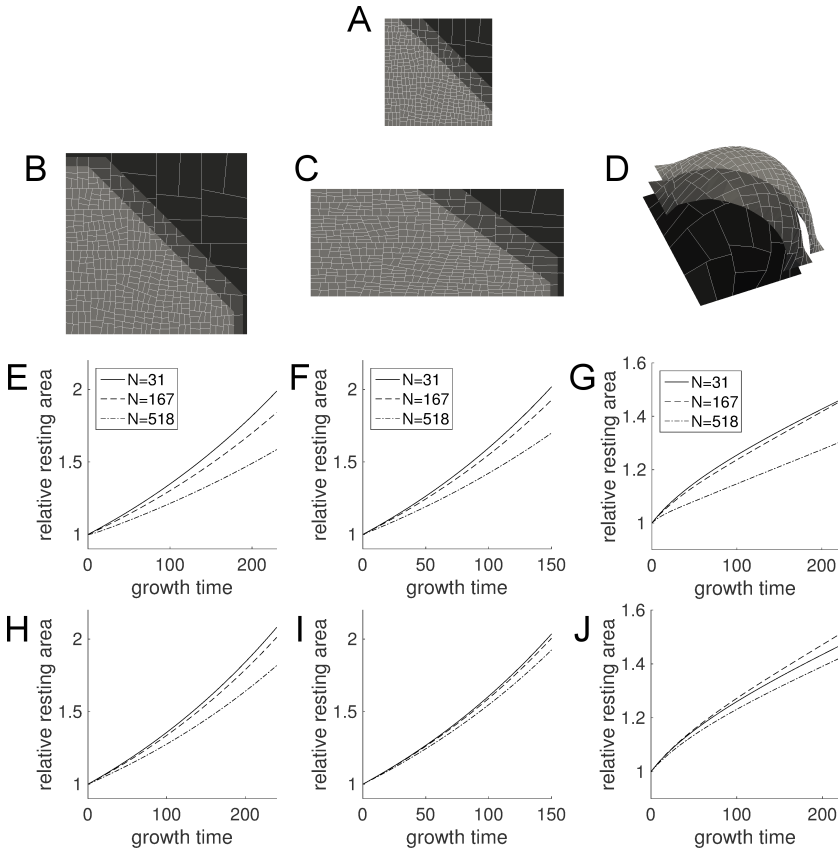 A
B
C
D
E
relative resting area
2
1.5
1
N=31
N=167
N=518
0
100
200
growth time
F
relative resting area
2
1.5
1
N=31
N=167
N=518
0
50
100
150
growth time
G
relative resting area
1.6
1.4
1.2
1
N=31
N=167
N=518
0
100
200
growth time
H
relative resting area
2
1.5
1
0
100
200
growth time
I
relative resting area
2
1.5
1
0
50
100
150
growth time
J
relative resting area
1.6
1.4
1.2
1
0
100
200
growth time